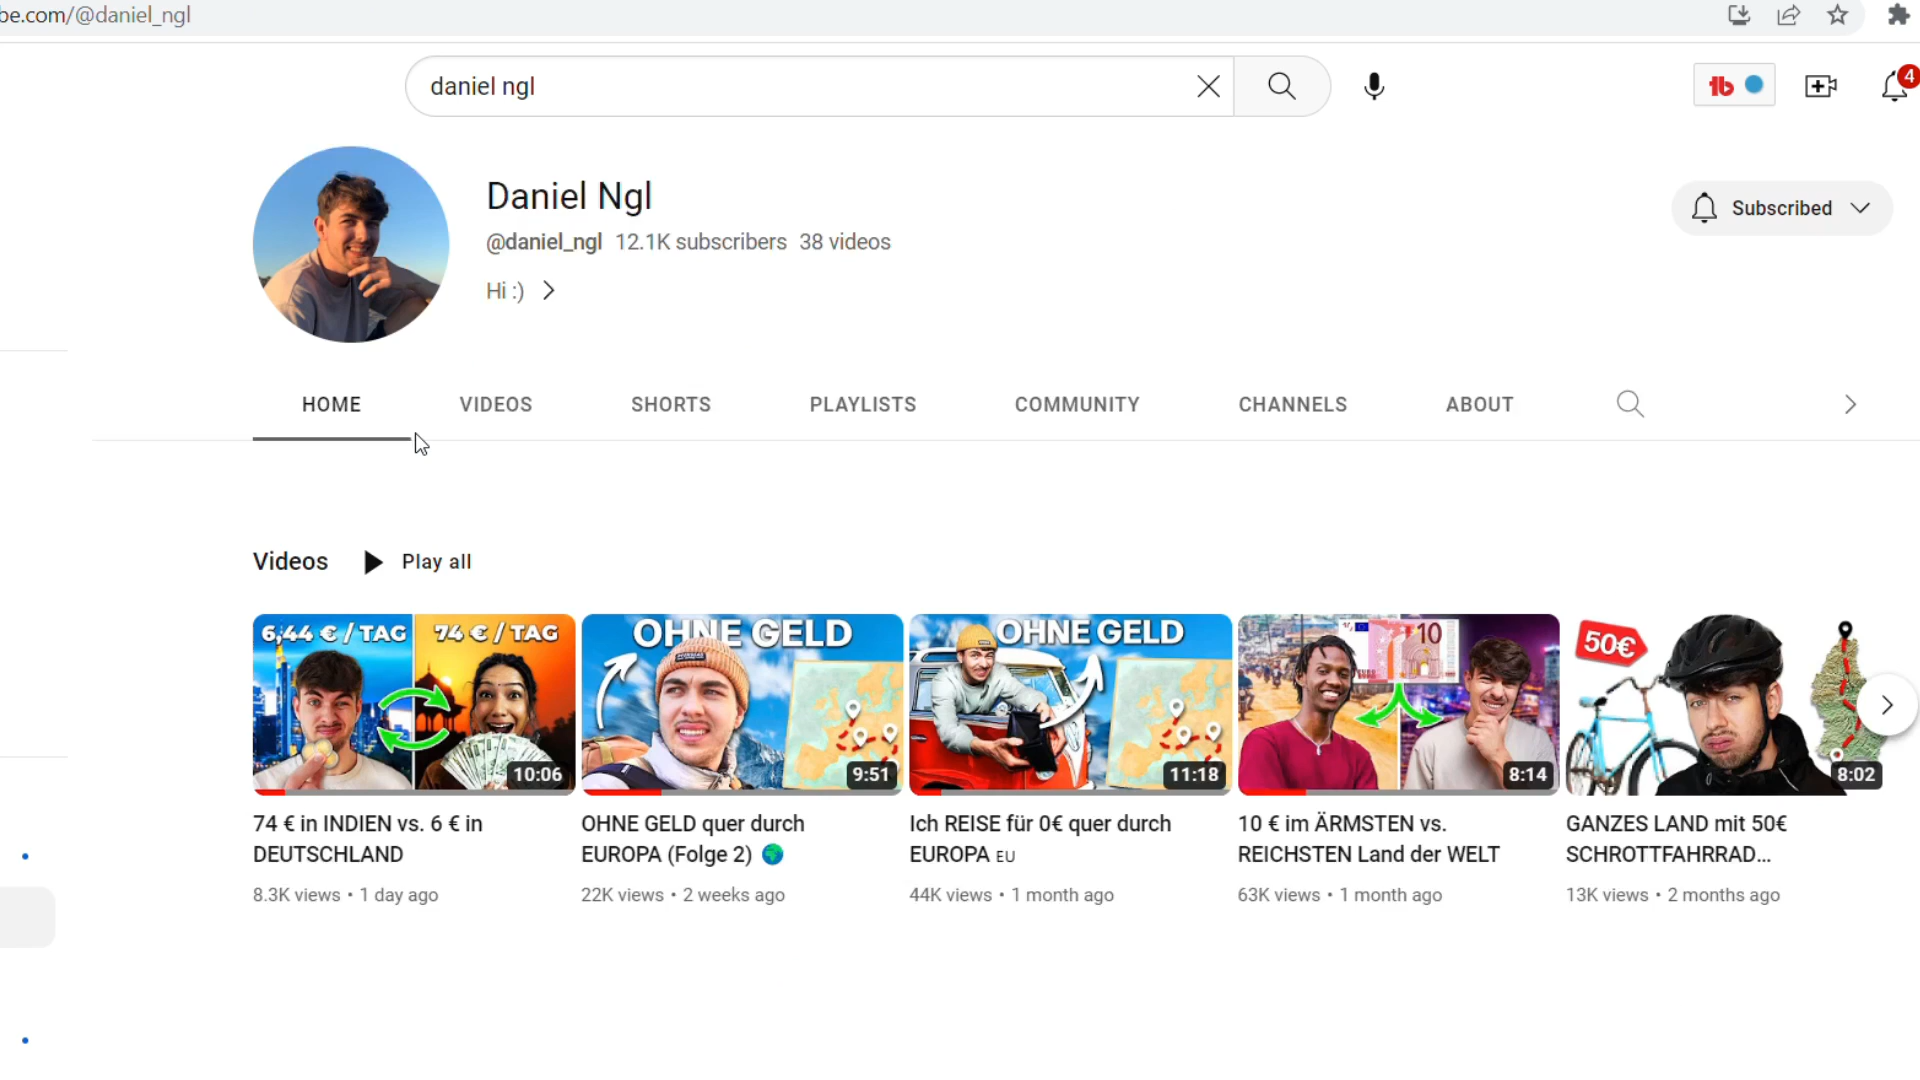 be.com/@daniel_ngl
daniel ngl
4
Daniel Ngl
@daniel_ngl 12.1K subscribers 38 videos
Hi :)
Subscribed
HOME VIDEOS SHORTS PLAYLISTS COMMUNITY CHANNELS ABOUT
Videos Play all
6,44 € / TAG 74 € / TAG
10:06
OHNE GELD
9:51
OHNE GELD
11:18
10
8:14
50€
8:02
74 € in INDIEN vs. 6 € in
DEUTSCHLAND
8.3K views • 1 day ago
OHNE GELD quer durch
EUROPA (Folge 2) 🌍
22K views • 2 weeks ago
Ich REISE für 0€ quer durch
EUROPA EU
44K views • 1 month ago
10 € im ÄRMSTEN vs.
REICHSTEN Land der WELT
63K views • 1 month ago
GANZES LAND mit 50€
SCHROTTFAHRRAD...
13K views • 2 months ago